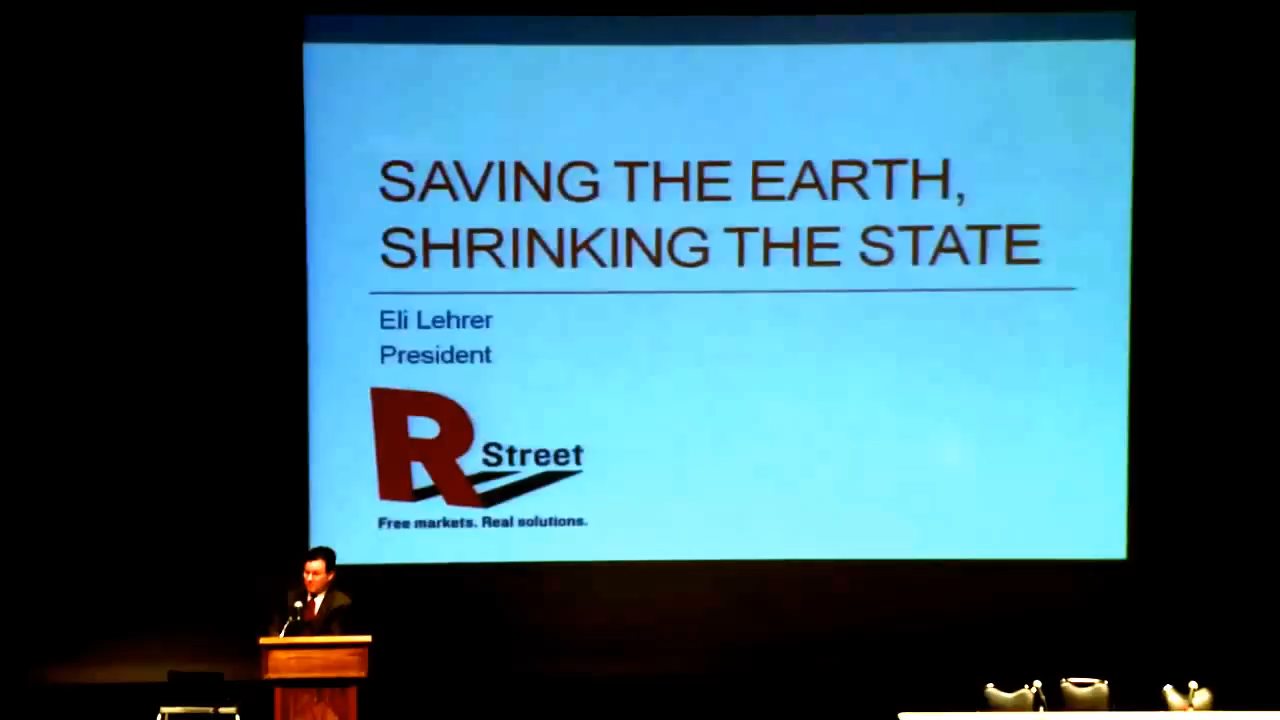 SAVING THE EARTH,
SHRINKING THE STATE
Eli Lehrer
President
R Street
Free markets. Real solutions.